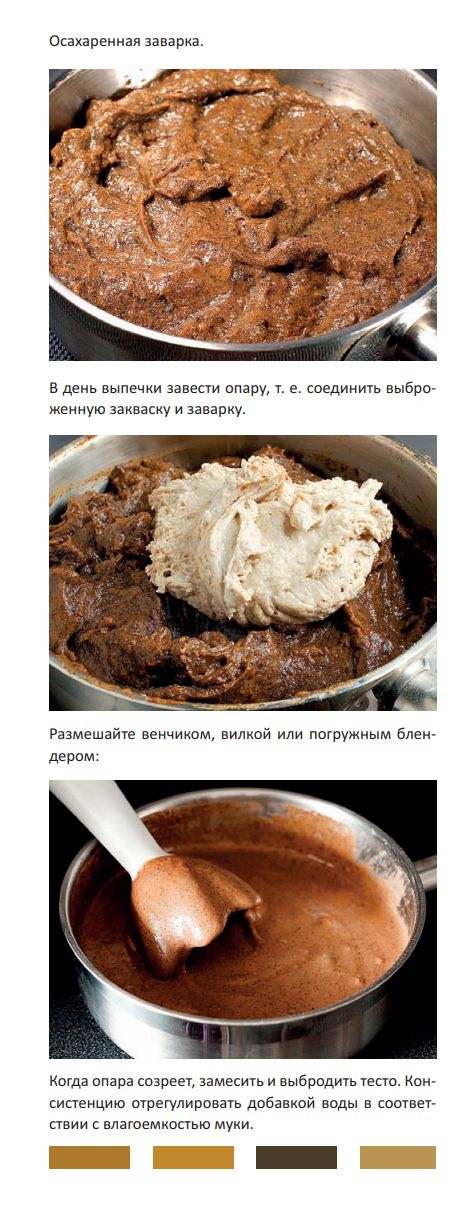 Осахаренная заварка.
В день выпечки завести опару, т. е. соединить выбро-
женную закваску и заварку.
Размешайте венчиком, вилкой или погружным блен-
дером:
Когда опара созреет, замесить и выбродить тесто. Кон-
систенцию отрегулировать добавкой воды в соответ-
ствии с влагоемкостью муки.